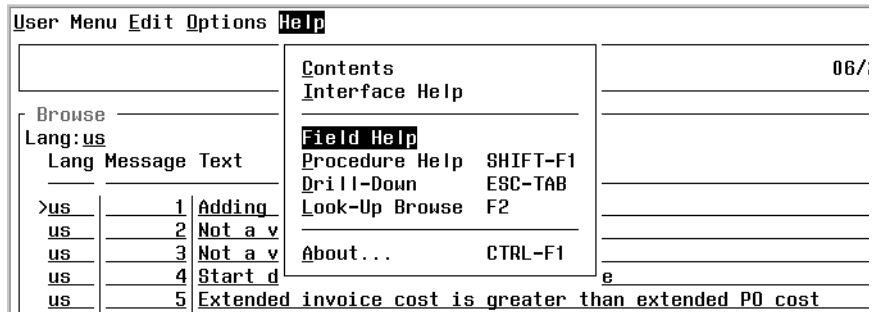 User Menu Edit Options Help
Contents
06/
Interface Help
Browse
Lang:us
Field Help
Lang Message Text
Procedure Help SHIFT-F1
Drill-Down ESC-TAB
>us 1 Adding
Look-Up Browse F2
us 2 Not a v
us 3 Not a v
About... CTRL-F1
us 4 Start d e
us 5 Extended invoice cost is greater than extended PO cost